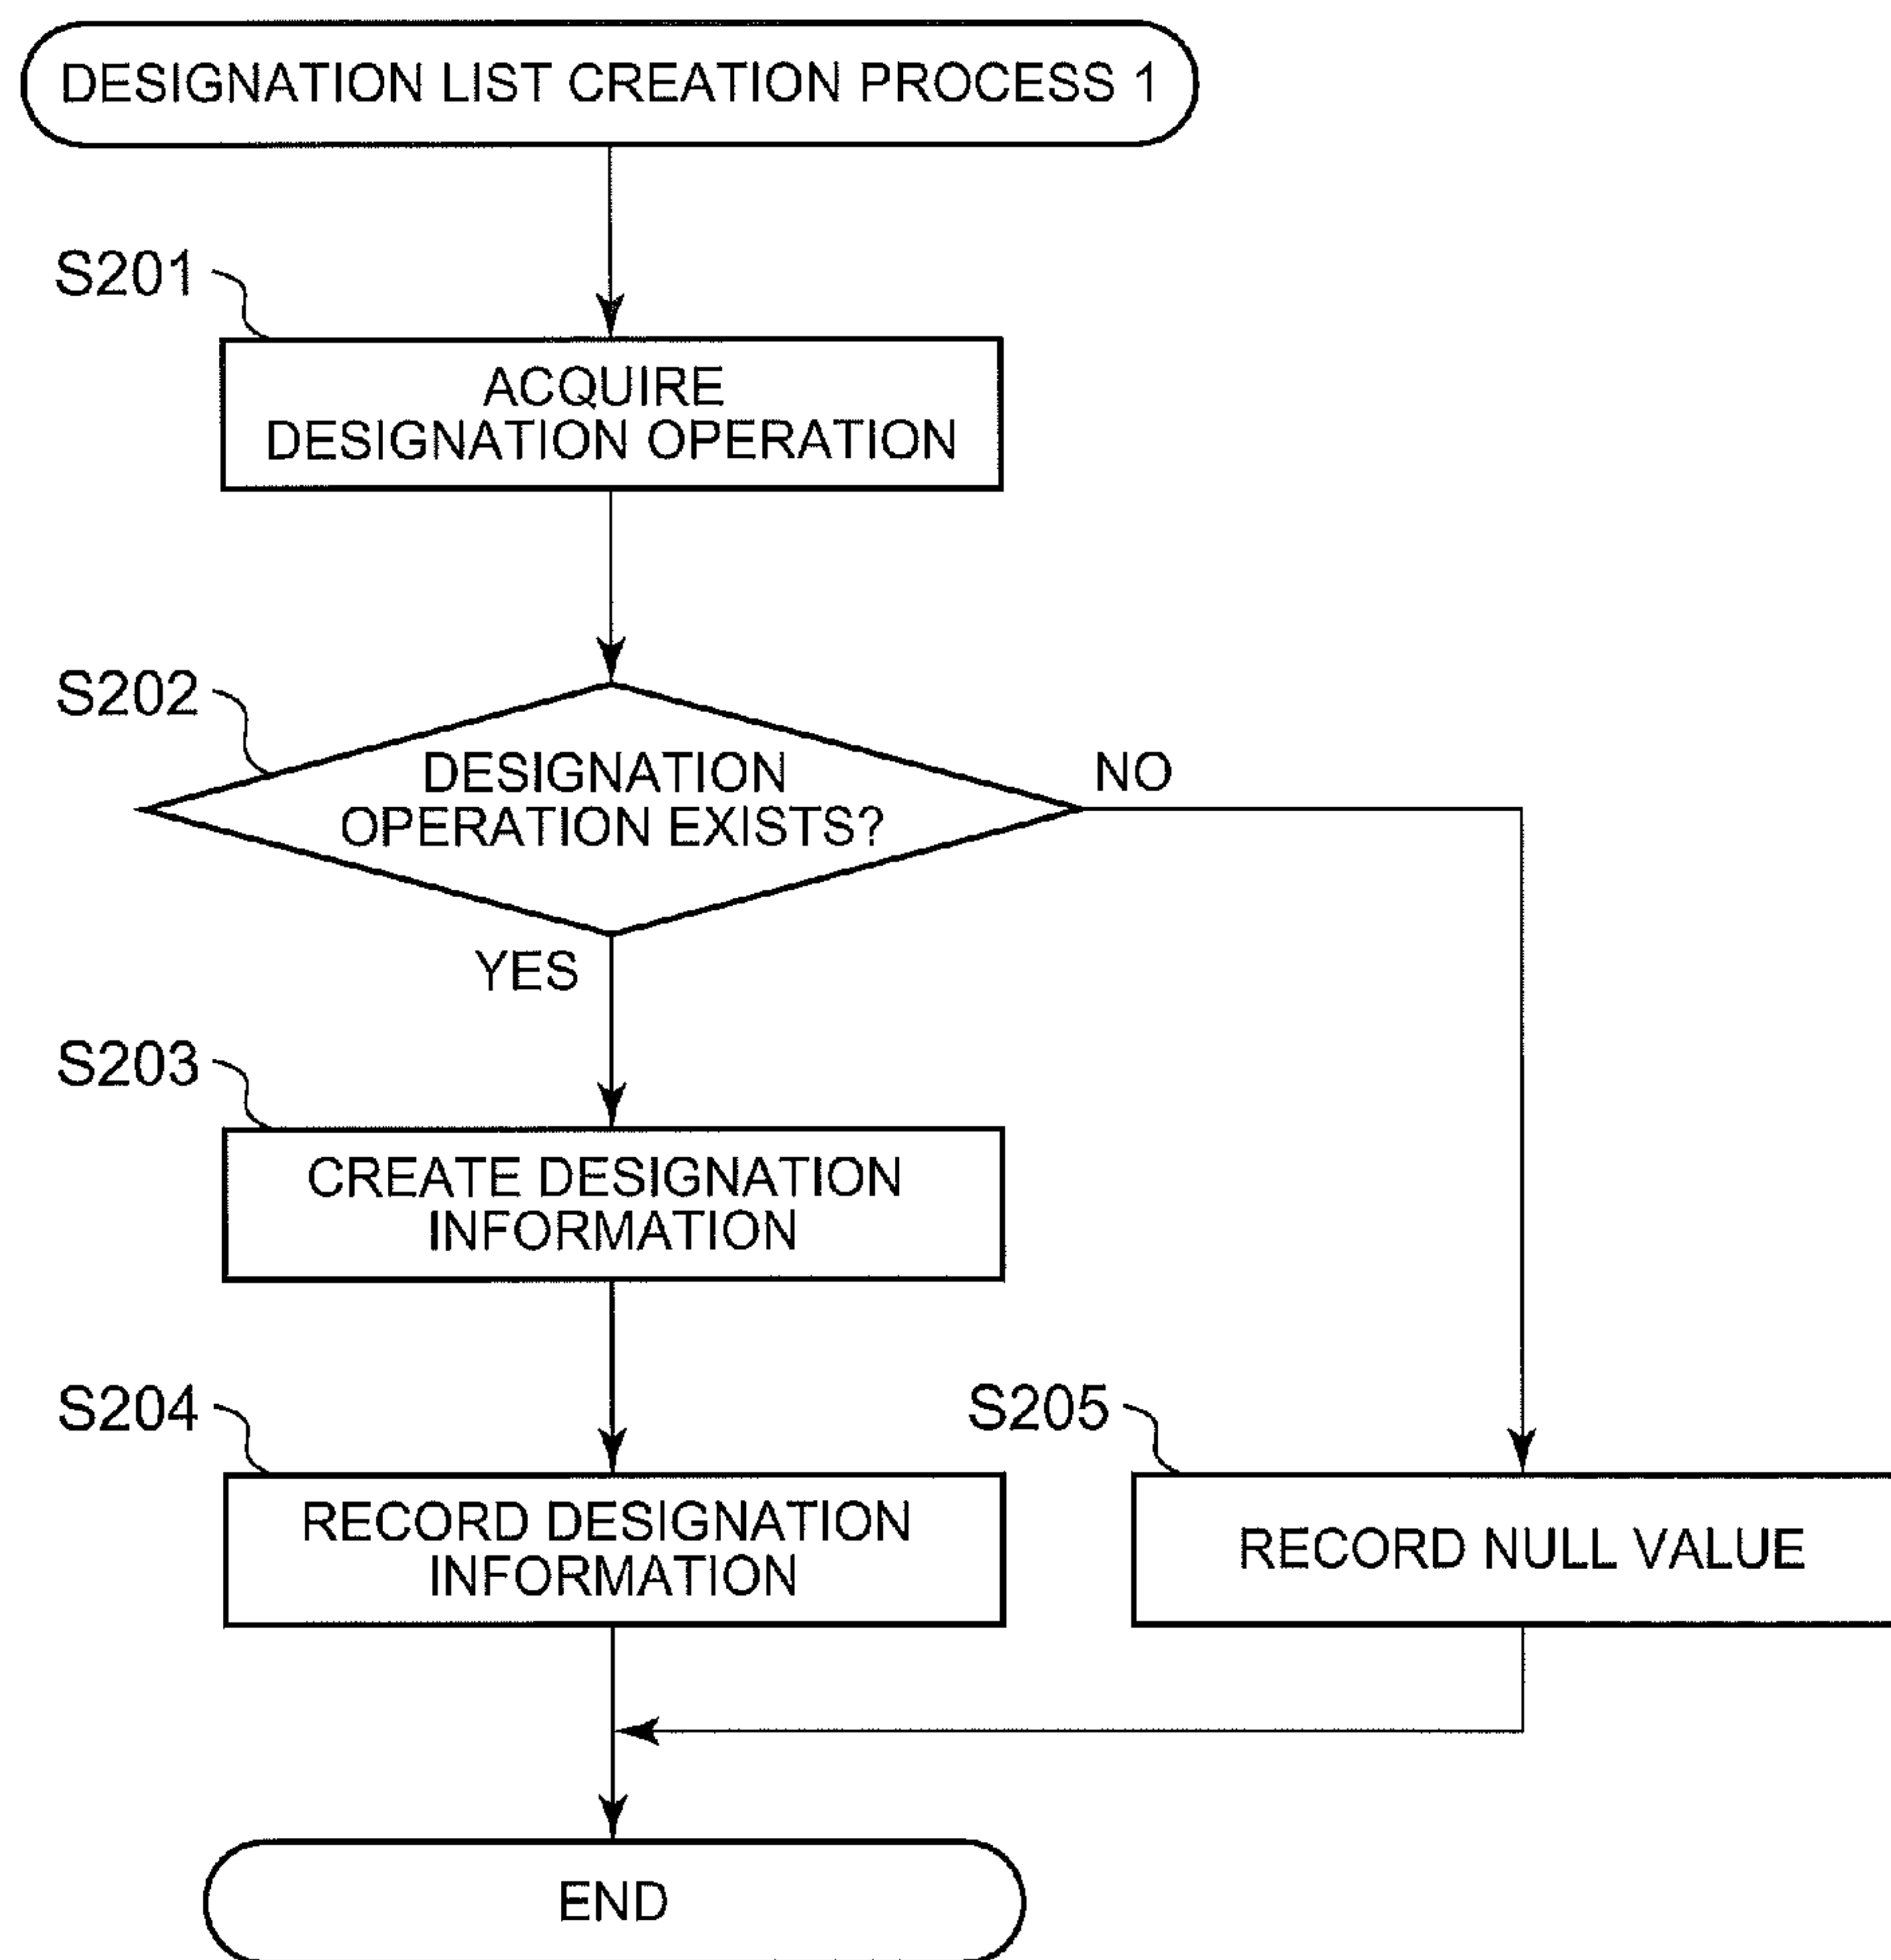 DESIGNATION LIST CREATION PROCESS 1
S201
ACQUIRE
DESIGNATION OPERATION
S202
DESIGNATION
OPERATION EXISTS?
NO
YES
S203
CREATE DESIGNATION
INFORMATION
S204
RECORD DESIGNATION
INFORMATION
S205
RECORD NULL VALUE
END